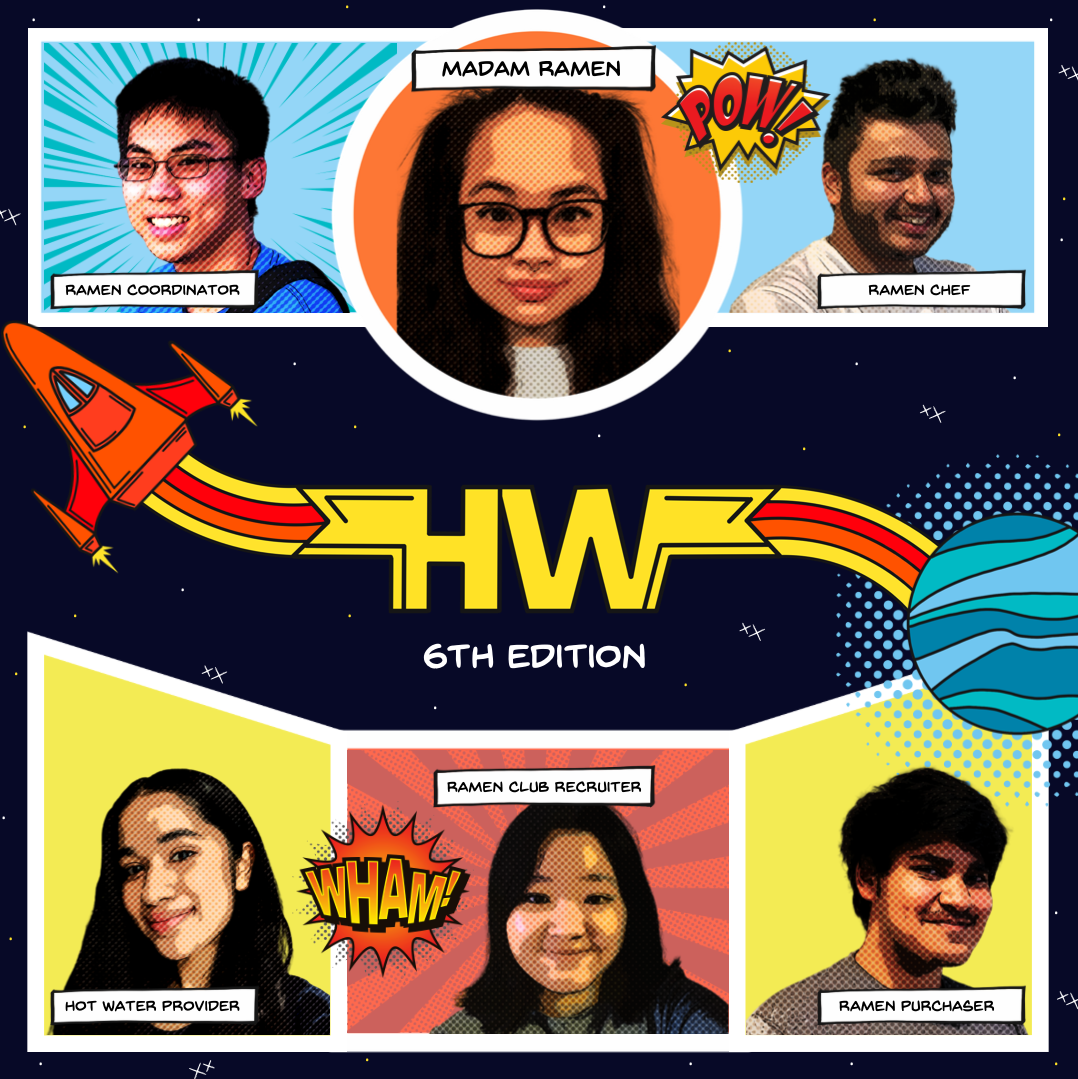 MADAM RAMEN
POW!
RAMEN COORDINATOR
RAMEN CHEF
HW
6TH EDITION
RAMEN CLUB RECRUITER
WHAM!
HOT WATER PROVIDER
RAMEN PURCHASER